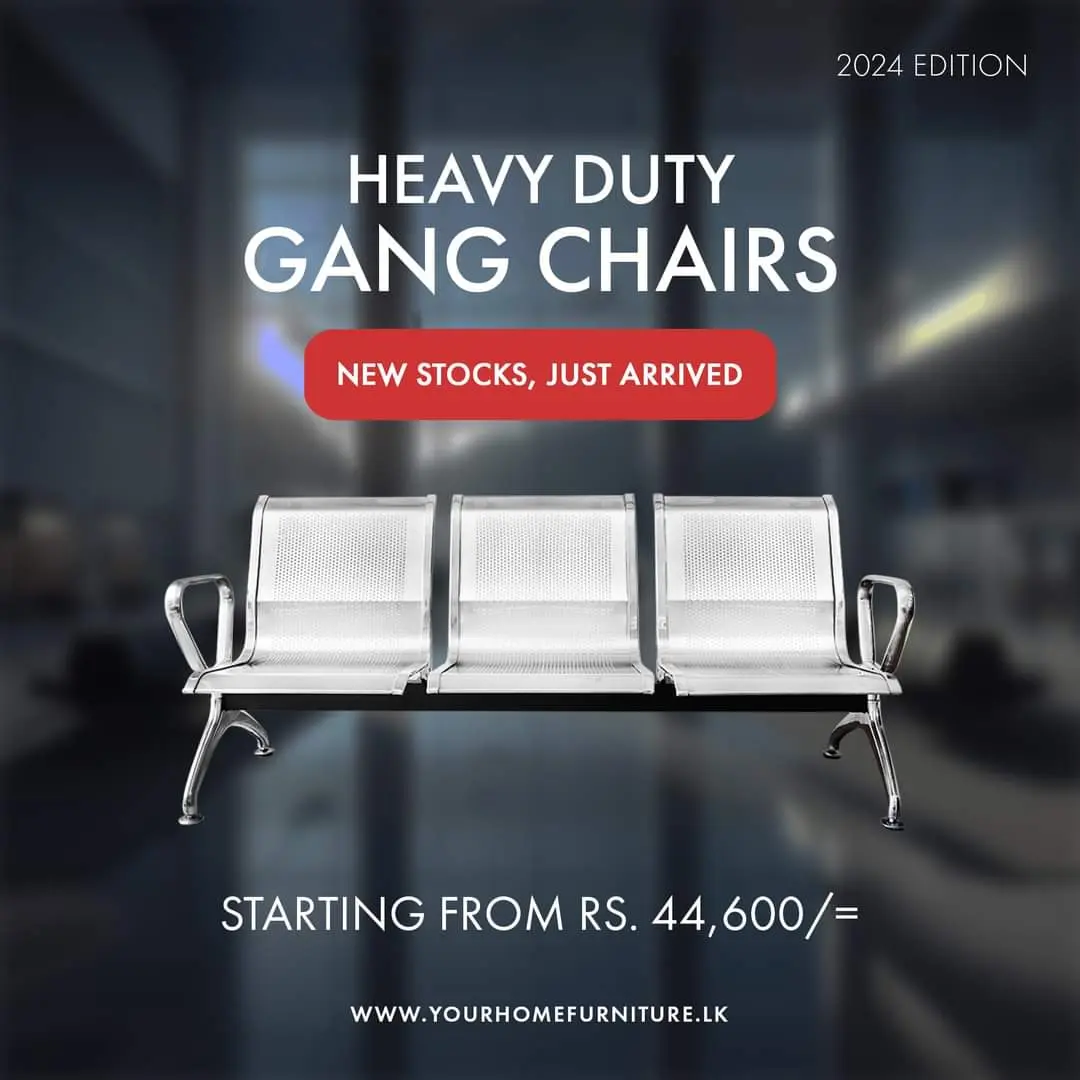 2024 EDITION
HEAVY DUTY
GANG CHAIRS
NEW STOCKS, JUST ARRIVED
STARTING FROM RS. 44,600/=
WWW.YOURHOMEFURNITURE.LK